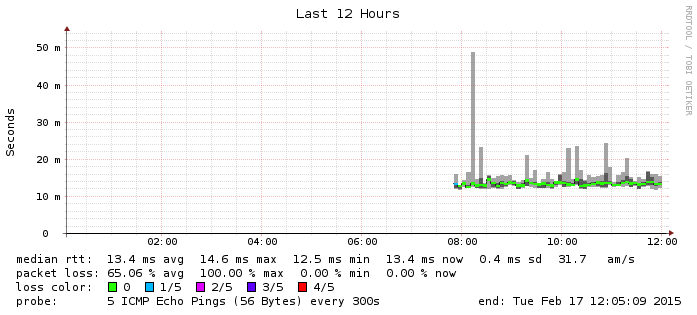 Last 12 Hours
RRDTOOL / TOBI OETIKER
Seconds
50 m
40 m
30 m
20 m
10 m
0
02:00 04:00 06:00 08:00 10:00 12:00
median rtt: 13.4 ms avg 14.6 ms max 12.5 ms min 13.4 ms now 0.4 ms sd 31.7 am/s
packet loss: 65.06 % avg 100.00 % max 0.00 % min 0.00 % now
loss color: 0 1/5 2/5 3/5 4/5
probe: 5 ICMP Echo Pings (56 Bytes) every 300s end: Tue Feb 17 12:05:09 2015